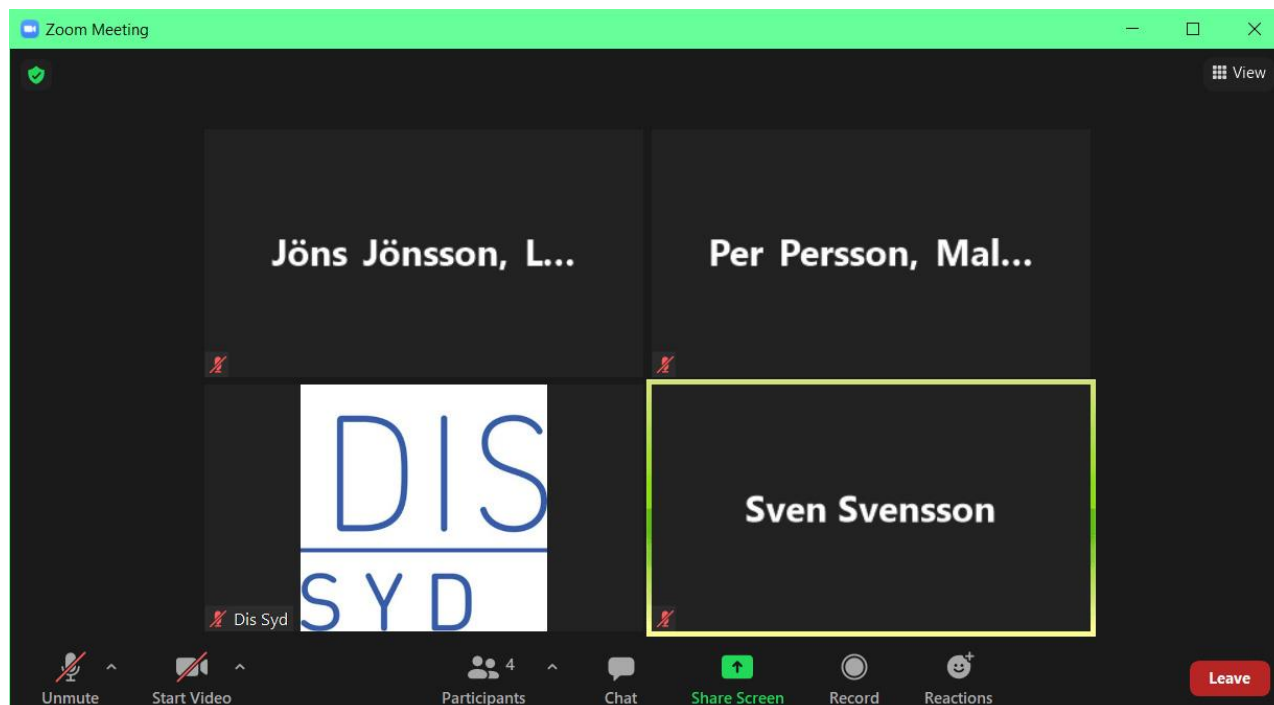 Zoom Meeting
View
Jöns Jönsson, L...
Per Persson, Mal...
DIS
SYD
Dis Syd
Sven Svensson
4
Unmute
Start Video
Participants
Chat
Share Screen
Record
Reactions
Leave